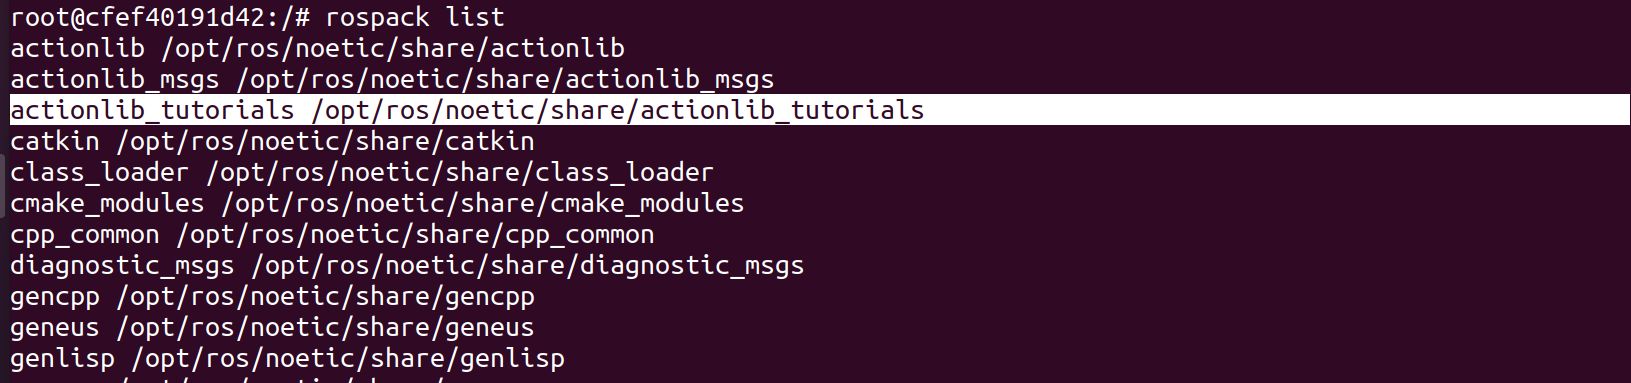 root@cfef40191d42:/# rospack list
actionlib /opt/ros/noetic/share/actionlib
actionlib_msgs /opt/ros/noetic/share/actionlib_msgs
actionlib_tutorials /opt/ros/noetic/share/actionlib_tutorials
catkin /opt/ros/noetic/share/catkin
class_loader /opt/ros/noetic/share/class_loader
cmake_modules /opt/ros/noetic/share/cmake_modules
cpp_common /opt/ros/noetic/share/cpp_common
diagnostic_msgs /opt/ros/noetic/share/diagnostic_msgs
gencpp /opt/ros/noetic/share/gencpp
geneus /opt/ros/noetic/share/geneus
genlisp /opt/ros/noetic/share/genlisp